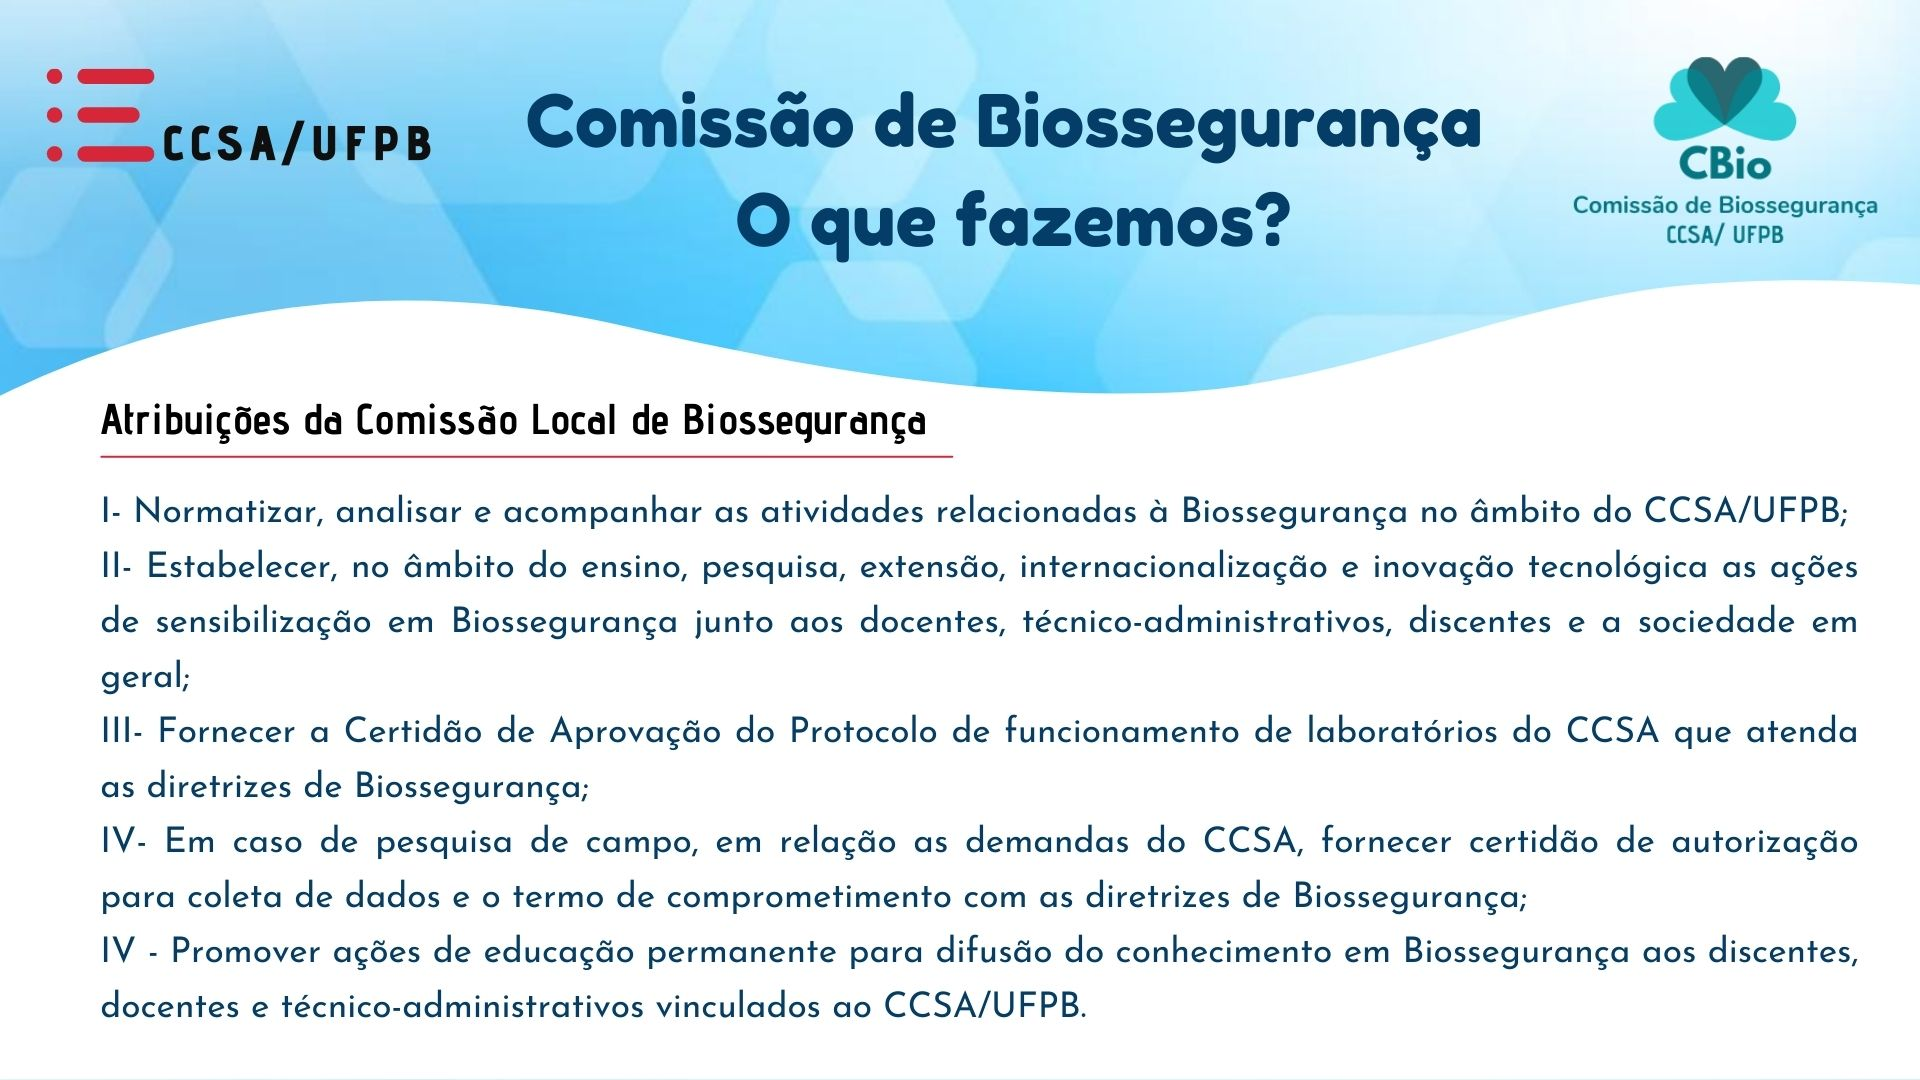 CCSA/UFPB
Comissão de Biossegurança
O que fazemos?
CBio
Comissão de Biossegurança
CCSA/ UFPB
Atribuições da Comissão Local de Biossegurança
I- Normatizar, analisar e acompanhar as atividades relacionadas à Biossegurança no âmbito do CCSA/UFPB;
II- Estabelecer, no âmbito do ensino, pesquisa, extensão, internacionalização e inovação tecnológica as ações
de sensibilização em Biossegurança junto aos docentes, técnico-administrativos, discentes e a sociedade em
geral;
III- Fornecer a Certidão de Aprovação do Protocolo de funcionamento de laboratórios do CCSA que atenda
as diretrizes de Biossegurança;
IV- Em caso de pesquisa de campo, em relação as demandas do CCSA, fornecer certidão de autorização
para coleta de dados e o termo de comprometimento com as diretrizes de Biossegurança;
IV - Promover ações de educação permanente para difusão do conhecimento em Biossegurança aos discentes,
docentes e técnico-administrativos vinculados ao CCSA/UFPB.